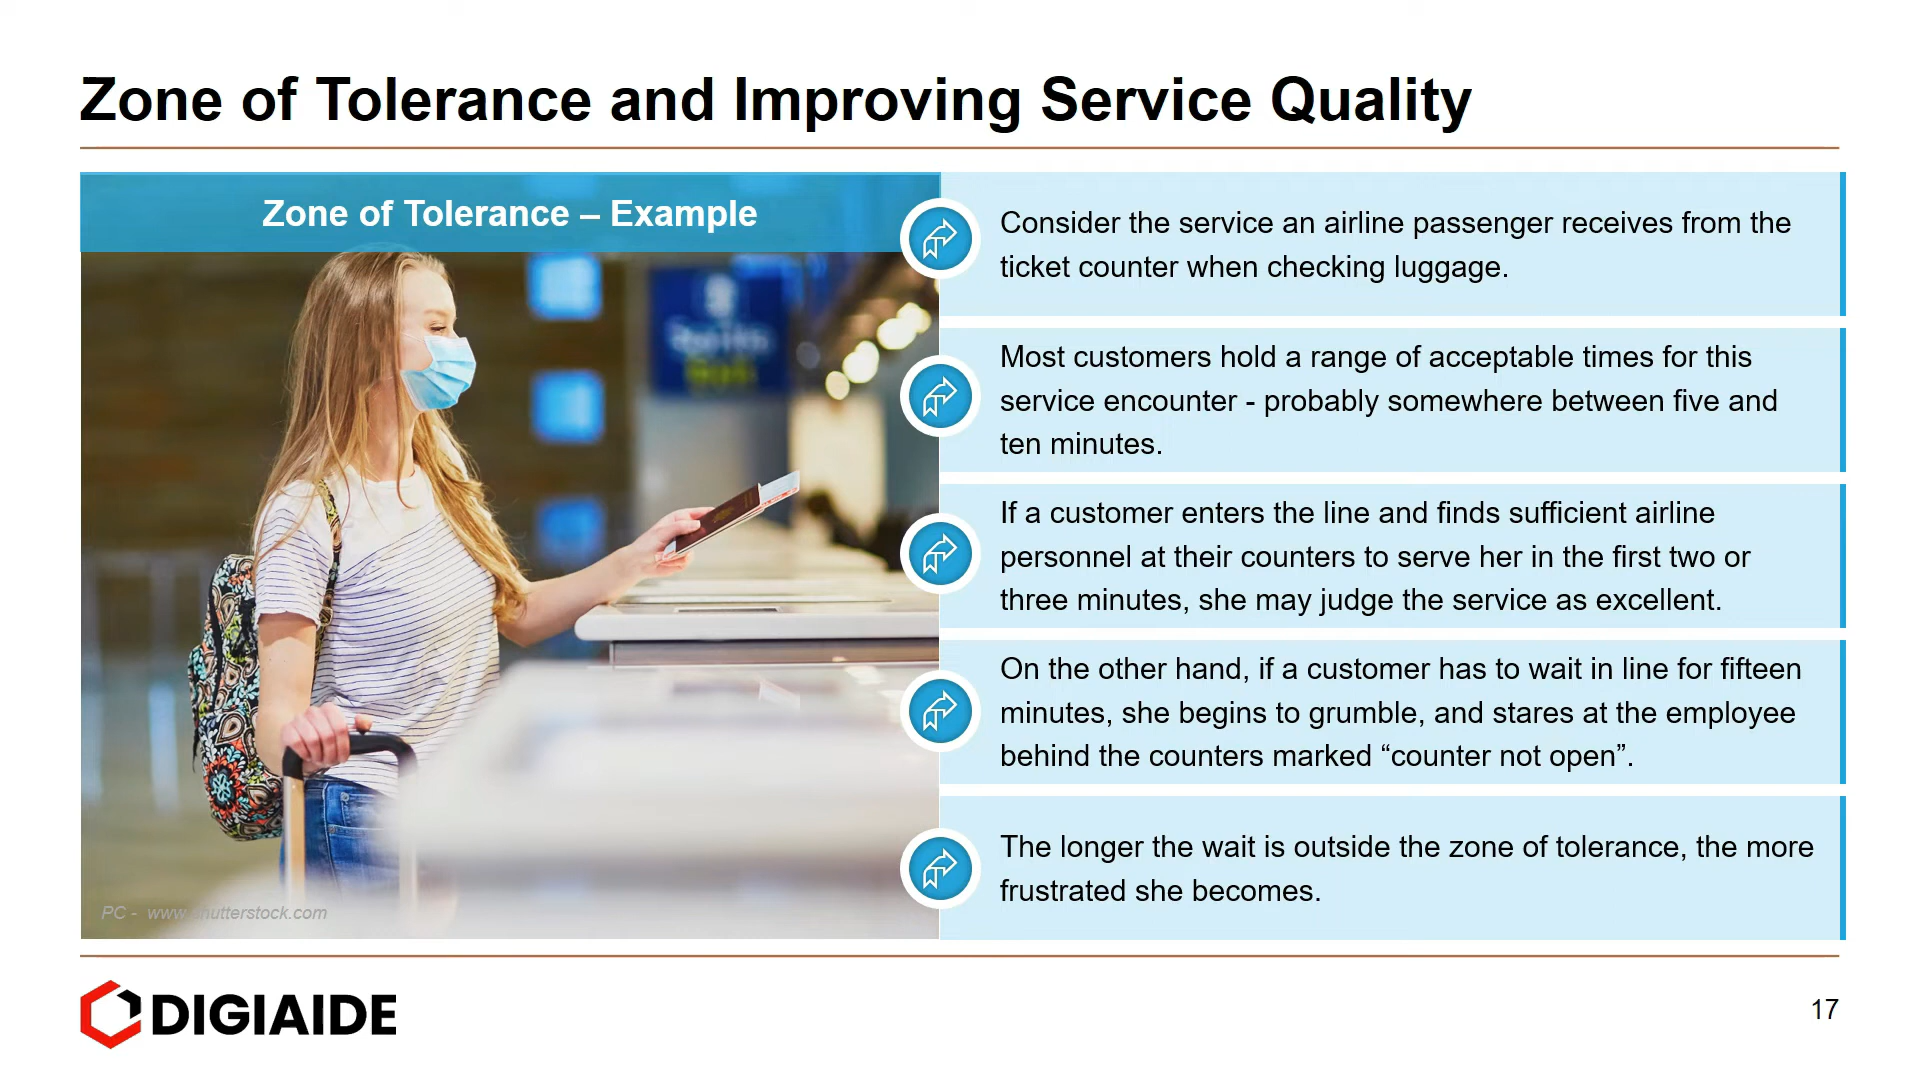 Zone of Tolerance and Improving Service Quality
Zone of Tolerance – Example
Consider the service an airline passenger receives from the
ticket counter when checking luggage.
Most customers hold a range of acceptable times for this
service encounter - probably somewhere between five and
ten minutes.
If a customer enters the line and finds sufficient airline
personnel at their counters to serve her in the first two or
three minutes, she may judge the service as excellent.
On the other hand, if a customer has to wait in line for fifteen
minutes, she begins to grumble, and stares at the employee
behind the counters marked “counter not open”.
The longer the wait is outside the zone of tolerance, the more
frustrated she becomes.
PC - www.shutterstock.com
DIGIAIDE
17